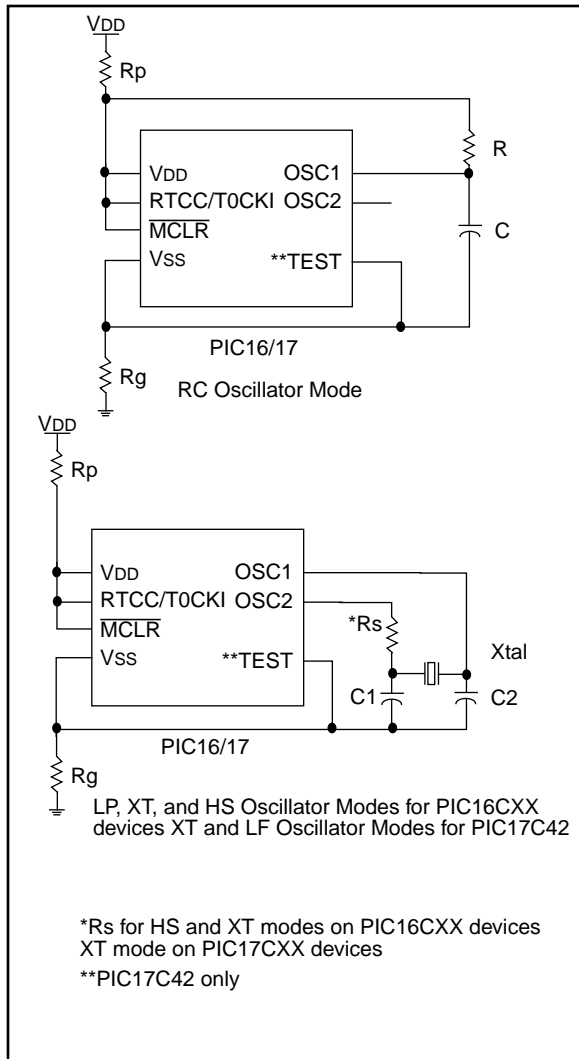 VDD
Rp
VDD OSC1 R
RTCC/T0CKI OSC2
MCLR C
VSS **TEST
PIC16/17
Rg
RC Oscillator Mode
VDD
Rp
VDD OSC1
RTCC/T0CKI OSC2
*Rs
MCLR
VSS **TEST Xtal
C1 C2
PIC16/17
Rg
LP, XT, and HS Oscillator Modes for PIC16CXX
devices XT and LF Oscillator Modes for PIC17C42
*Rs for HS and XT modes on PIC16CXX devices
XT mode on PIC17CXX devices
**PIC17C42 only